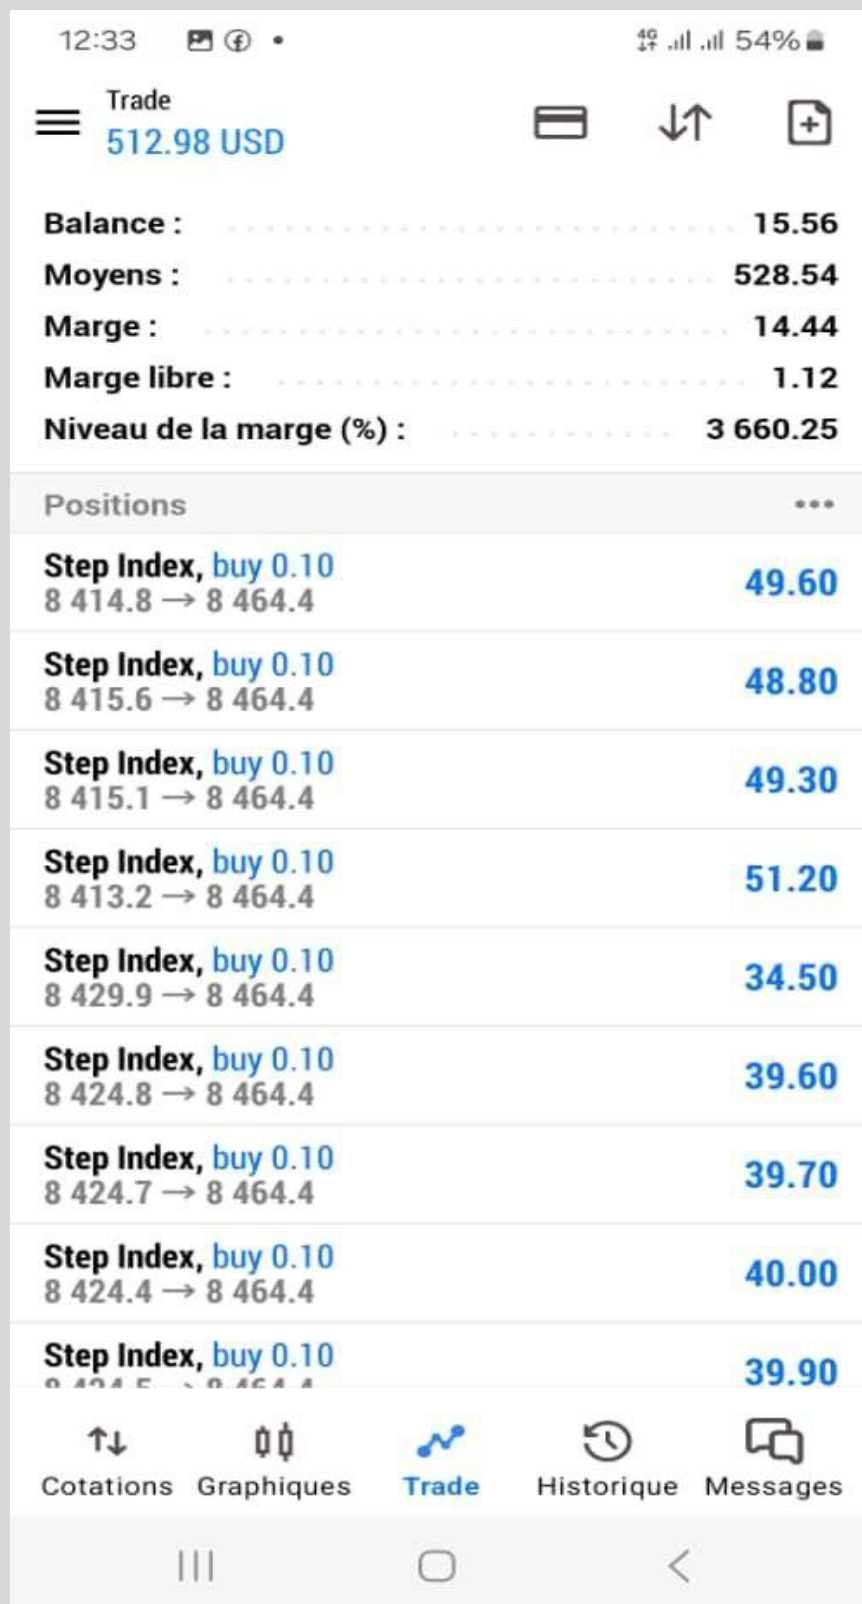 12:33
4G 54%
Trade
512.98 USD
Balance : 15.56
Moyens : 528.54
Marge : 14.44
Marge libre : 1.12
Niveau de la marge (%) : 3 660.25
Positions
Step Index, buy 0.10
49.60
8 414.8 → 8 464.4
Step Index, buy 0.10
48.80
8 415.6 → 8 464.4
Step Index, buy 0.10
49.30
8 415.1 → 8 464.4
Step Index, buy 0.10
51.20
8 413.2 → 8 464.4
Step Index, buy 0.10
34.50
8 429.9 → 8 464.4
Step Index, buy 0.10
39.60
8 424.8 → 8 464.4
Step Index, buy 0.10
39.70
8 424.7 → 8 464.4
Step Index, buy 0.10
40.00
8 424.4 → 8 464.4
Step Index, buy 0.10
39.90
8 424.5 → 8 464.4
Cotations Graphiques Trade Historique Messages